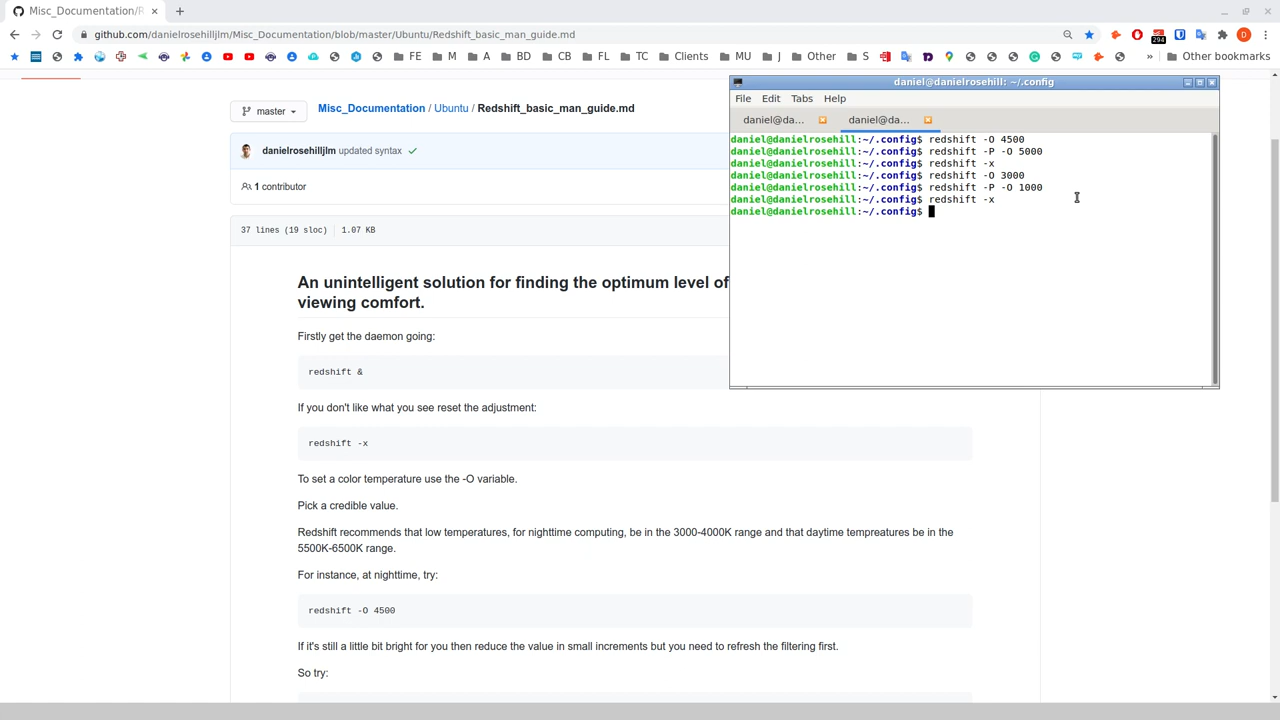 Misc_Documentation/R
github.com/danielrosehilljlm/Misc_Documentation/blob/master/Ubuntu/Redshift_basic_man_guide.md
294
D
FE M A BD CB FL TC Clients MU J Other S » Other bookmarks
master Misc_Documentation / Ubuntu / Redshift_basic_man_guide.md
danielrosehilljlm updated syntax
1 contributor
37 lines (19 sloc) 1.07 KB
An unintelligent solution for finding the optimum level of
viewing comfort.
Firstly get the daemon going:
redshift &
If you don't like what you see reset the adjustment:
redshift -x
To set a color temperature use the -O variable.
Pick a credible value.
Redshift recommends that low temperatures, for nighttime computing, be in the 3000-4000K range and that daytime tempreatures be in the
5500K-6500K range.
For instance, at nighttime, try:
redshift -O 4500
If it's still a little bit bright for you then reduce the value in small increments but you need to refresh the filtering first.
So try:
daniel@danielrosehill: ~/.config
File Edit Tabs Help
daniel@da... daniel@da...
daniel@danielrosehill:~/.config$ redshift -O 4500
daniel@danielrosehill:~/.config$ redshift -P -O 5000
daniel@danielrosehill:~/.config$ redshift -x
daniel@danielrosehill:~/.config$ redshift -O 3000
daniel@danielrosehill:~/.config$ redshift -P -O 1000
daniel@danielrosehill:~/.config$ redshift -x
daniel@danielrosehill:~/.config$